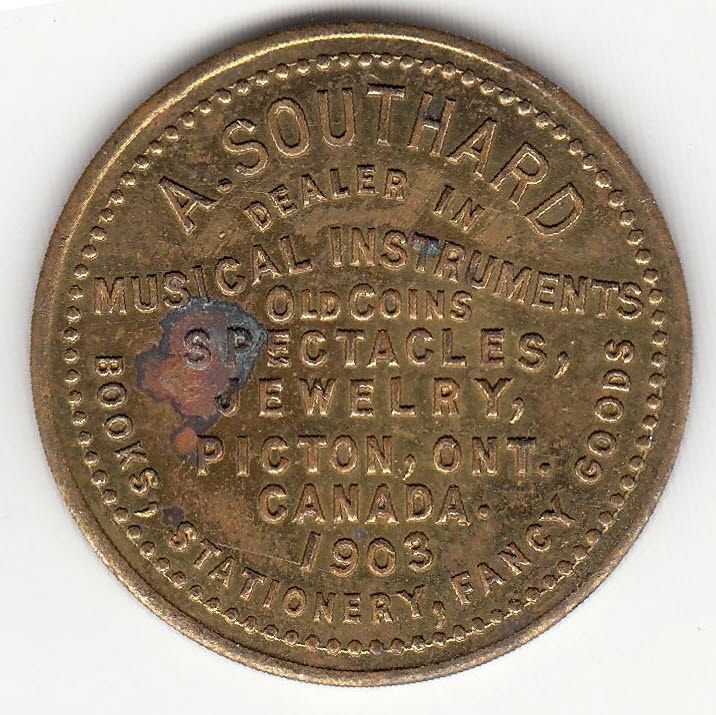 A. SOUTHARD
DEALER IN
MUSICAL INSTRUMENTS
OLD COINS
SPECTACLES,
JEWELRY,
PICTON, ONT.
CANADA.
1903
BOOKS, STATIONERY, FANCY GOODS